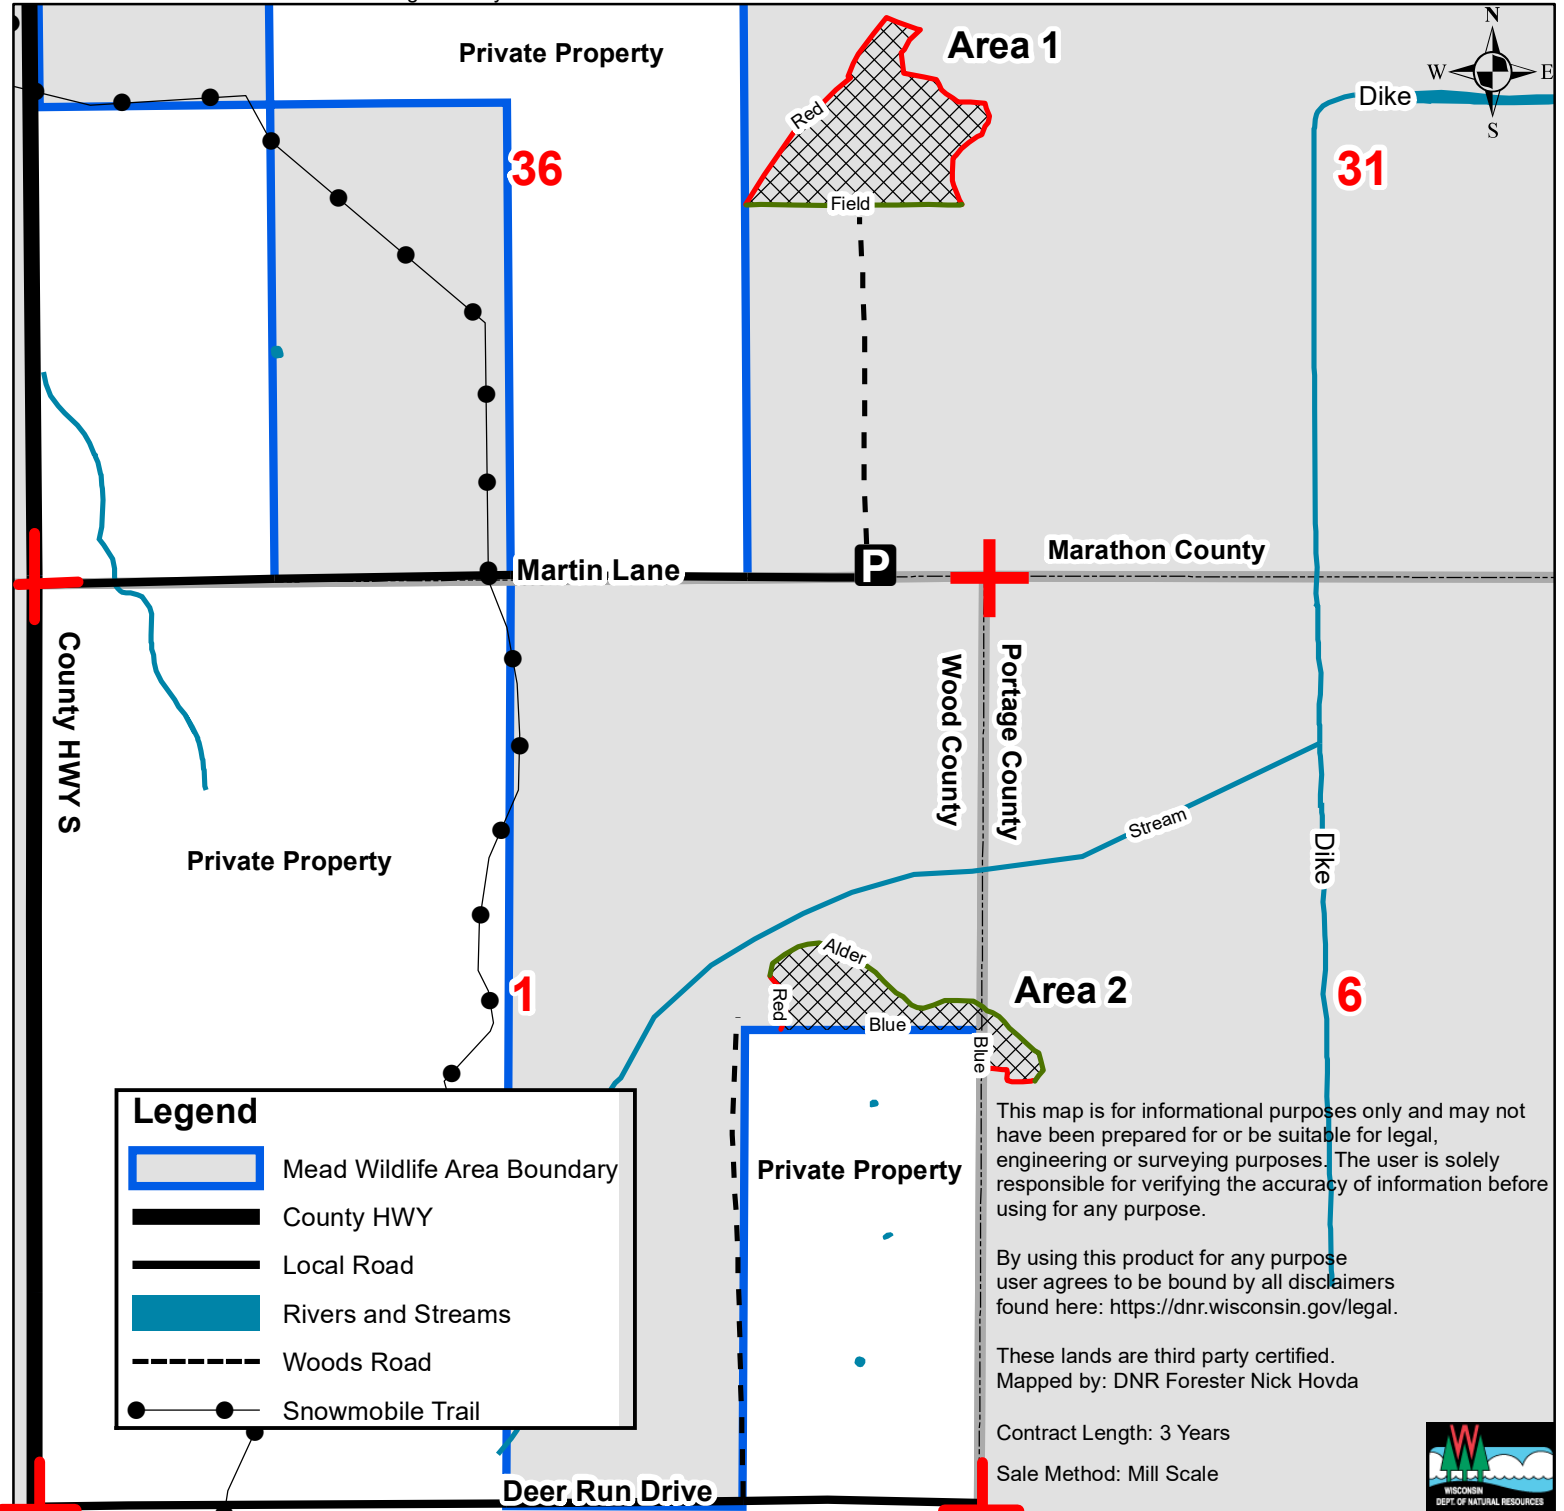 Private Property
Area 1
N
W
E
S
Dike
Red
36
31
Field
Martin Lane
P
Marathon County
County HWY S
Wood County
Portage County
Stream
Dike
Private Property
Alder
Red
Blue
Blue
Area 2
1
6
Legend
Mead Wildlife Area Boundary
County HWY
Local Road
Rivers and Streams
Woods Road
Snowmobile Trail
Private Property
This map is for informational purposes only and may not
have been prepared for or be suitable for legal,
engineering or surveying purposes. The user is solely
responsible for verifying the accuracy of information before
using for any purpose.
By using this product for any purpose
user agrees to be bound by all disclaimers
found here: https://dnr.wisconsin.gov/legal.
These lands are third party certified.
Mapped by: DNR Forester Nick Hovda
Contract Length: 3 Years
Sale Method: Mill Scale
Deer Run Drive
WISCONSIN
DEPT. OF NATURAL RESOURCES